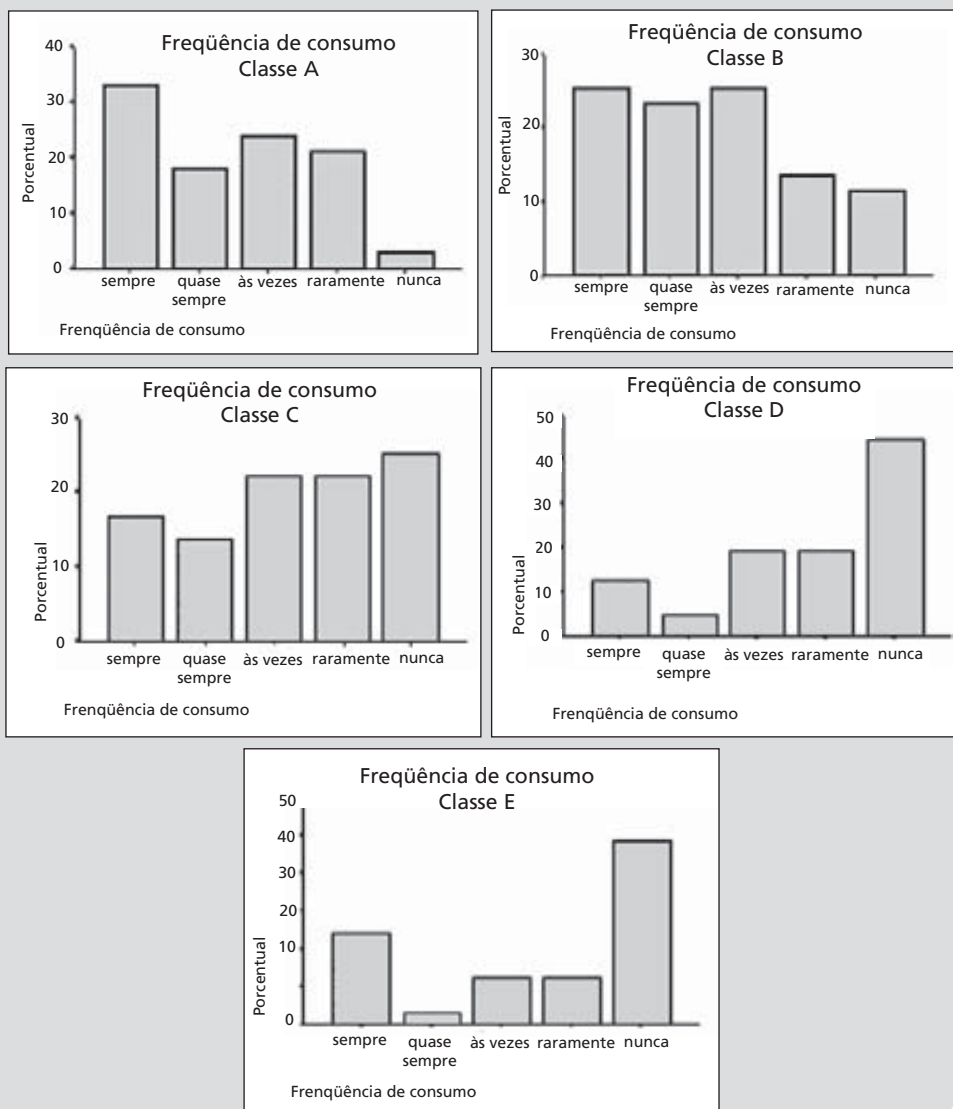 Freqüência de consumo
Classe A
40
30
20
10
0
Porcentual
sempre quase sempre às vezes raramente nunca
Frenqüência de consumo
Freqüência de consumo
Classe B
30
20
10
0
Porcentual
sempre quase sempre às vezes raramente nunca
Frenqüência de consumo
Freqüência de consumo
Classe C
30
20
10
0
Porcentual
sempre quase sempre às vezes raramente nunca
Frenqüência de consumo
Freqüência de consumo
Classe D
50
40
30
20
10
0
Porcentual
sempre quase sempre às vezes raramente nunca
Frenqüência de consumo
Freqüência de consumo
Classe E
50
40
30
20
10
0
Porcentual
sempre quase sempre às vezes raramente nunca
Frenqüência de consumo